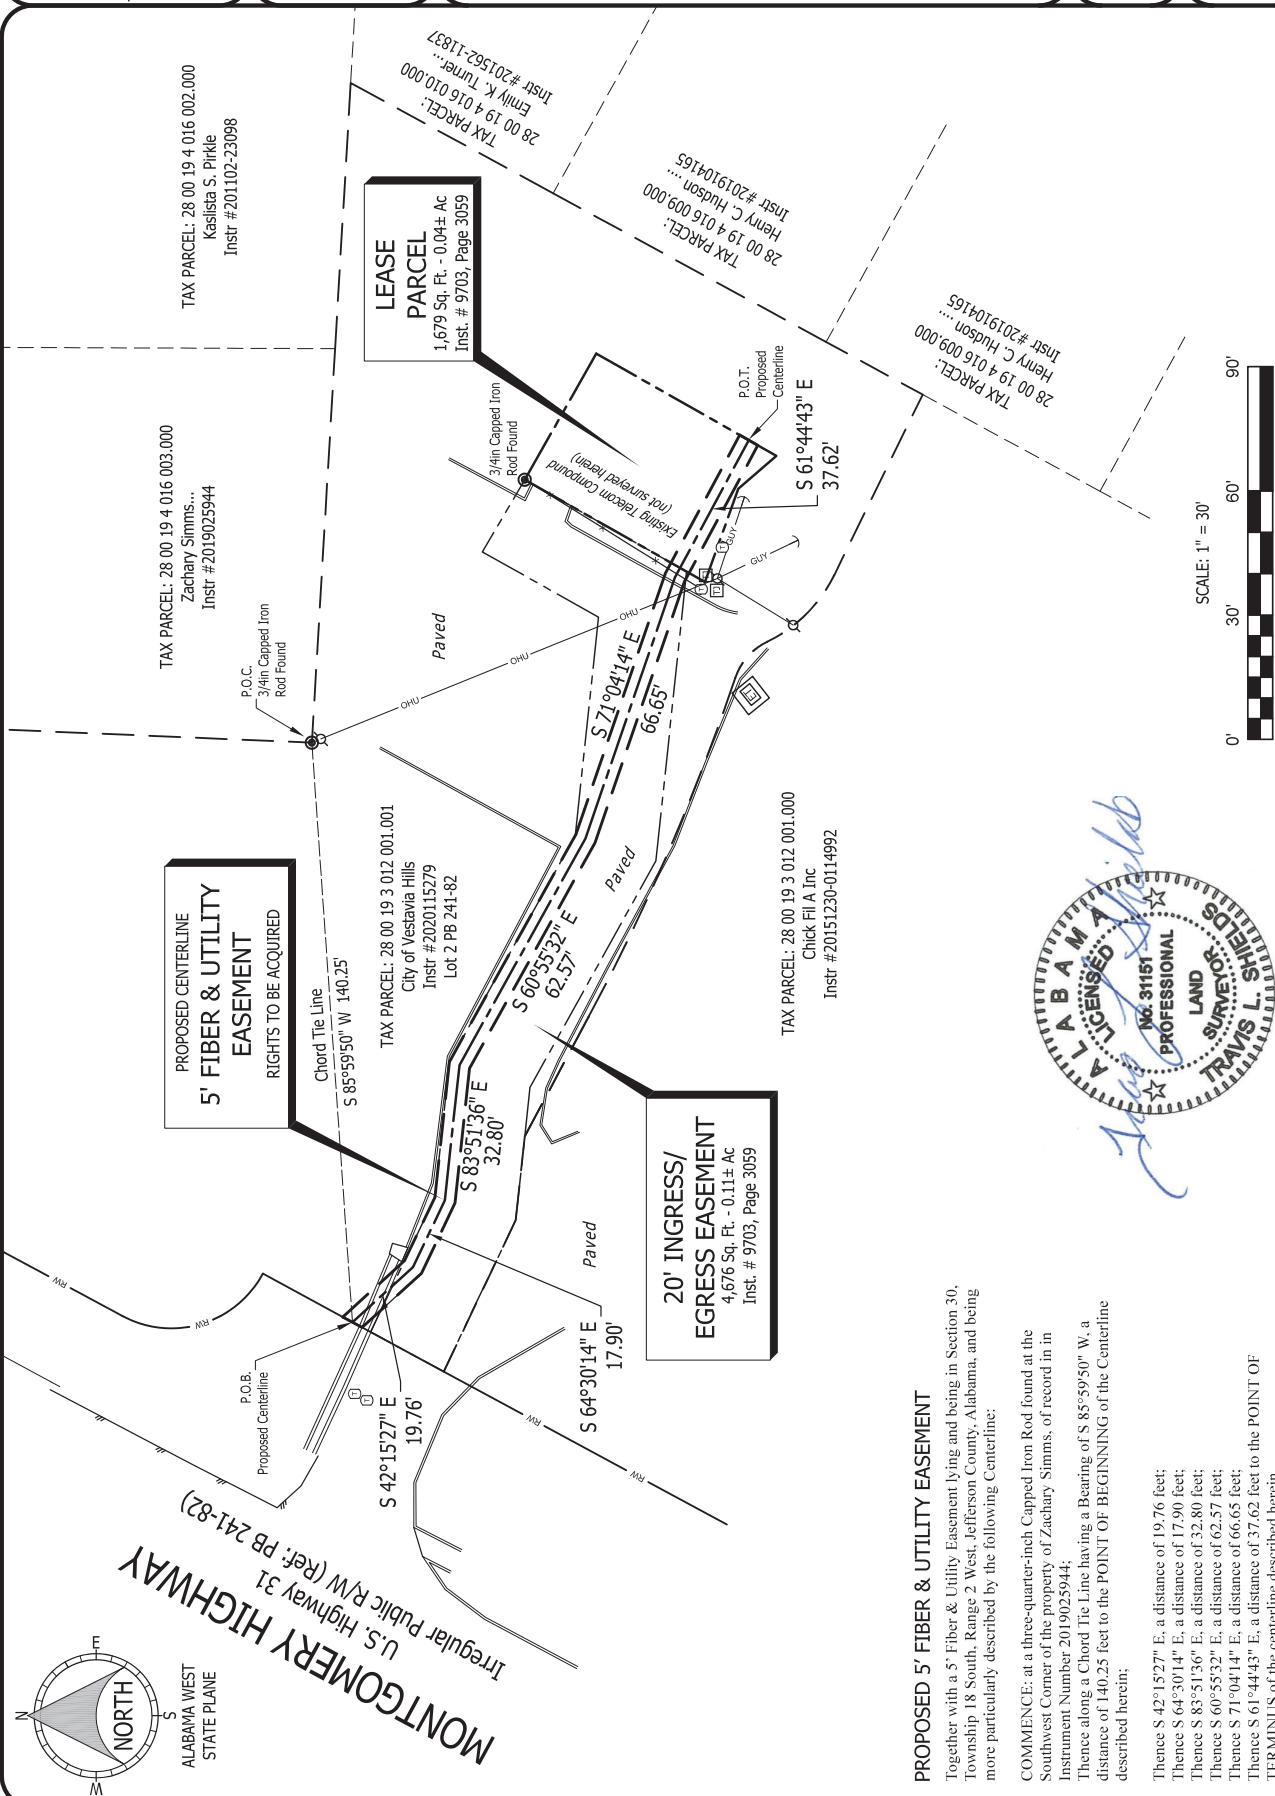 N
E
S
W
NORTH
ALABAMA WEST
STATE PLANE
MONTGOMERY HIGHWAY
U.S. Highway 31
Irregular Public R/W (Ref: PB 241-82)
RW
RW
RW
RW
P.O.B.
Proposed Centerline
T
T
S 42°15'27" E
19.76'
S 64°30'14" E
17.90'
PROPOSED CENTERLINE
5' FIBER & UTILITY
EASEMENT
RIGHTS TO BE ACQUIRED
Chord Tie Line
S 85°59'50" W 140.25'
S 83°51'36" E
32.80'
S 60°55'32" E
62.57'
S 71°04'14" E
66.65'
S 61°44'43" E
37.62'
TAX PARCEL: 28 00 19 3 012 001.001
City of Vestavia Hills
Instr #2020115279
Lot 2 PB 241-82
P.O.C.
3/4in Capped Iron
Rod Found
TAX PARCEL: 28 00 19 4 016 003.000
Zachary Simms...
Instr #2019025944
TAX PARCEL: 28 00 19 4 016 002.000
Kaslista S. Pirkle
Instr #201102-23098
TAX PARCEL:
28 00 19 4 016 010.000
Emily K. Turner...
Instr #201562-11837
TAX PARCEL:
28 00 19 4 016 009.000
Henry C. Hudson ...
Instr #2019104165
TAX PARCEL:
28 00 19 4 016 009.000
Henry C. Hudson ...
Instr #2019104165
LEASE
PARCEL
1,679 Sq. Ft. - 0.04± Ac
Inst. # 9703, Page 3059
3/4in Capped Iron
Rod Found
Existing Telecom Compound
(not surveyed herein)
P.O.T.
Proposed
Centerline
OHU
OHU
OHU
GUY
GUY
Paved
Paved
Paved
20' INGRESS/
EGRESS EASEMENT
4,676 Sq. Ft. - 0.11± Ac
Inst. # 9703, Page 3059
TAX PARCEL: 28 00 19 3 012 001.000
Chick Fil A Inc
Instr #20151230-0114992
PROPOSED 5' FIBER & UTILITY EASEMENT
Together with a 5' Fiber & Utility Easement lying and being in Section 30,
Township 18 South, Range 2 West, Jefferson County, Alabama, and being
more particularly described by the following Centerline:
COMMENCE: at a three-quarter-inch Capped Iron Rod found at the
Southwest Corner of the property of Zachary Simms, of record in in
Instrument Number 2019025944;
Thence along a Chord Tie Line having a Bearing of S 85°59'50" W, a
distance of 140.25 feet to the POINT OF BEGINNING of the Centerline
described herein;
Thence S 42°15'27" E, a distance of 19.76 feet;
Thence S 64°30'14" E, a distance of 17.90 feet;
Thence S 83°51'36" E, a distance of 32.80 feet;
Thence S 60°55'32" E, a distance of 62.57 feet;
Thence S 71°04'14" E, a distance of 66.65 feet;
Thence S 61°44'43" E, a distance of 37.62 feet to the POINT OF
TERMINUS of the centerline described herein
ALABAMA
LICENSED
No. 31151
PROFESSIONAL
LAND
SURVEYOR
TRAVIS L. SHIELDS
SCALE: 1" = 30'
0' 30' 60' 90'